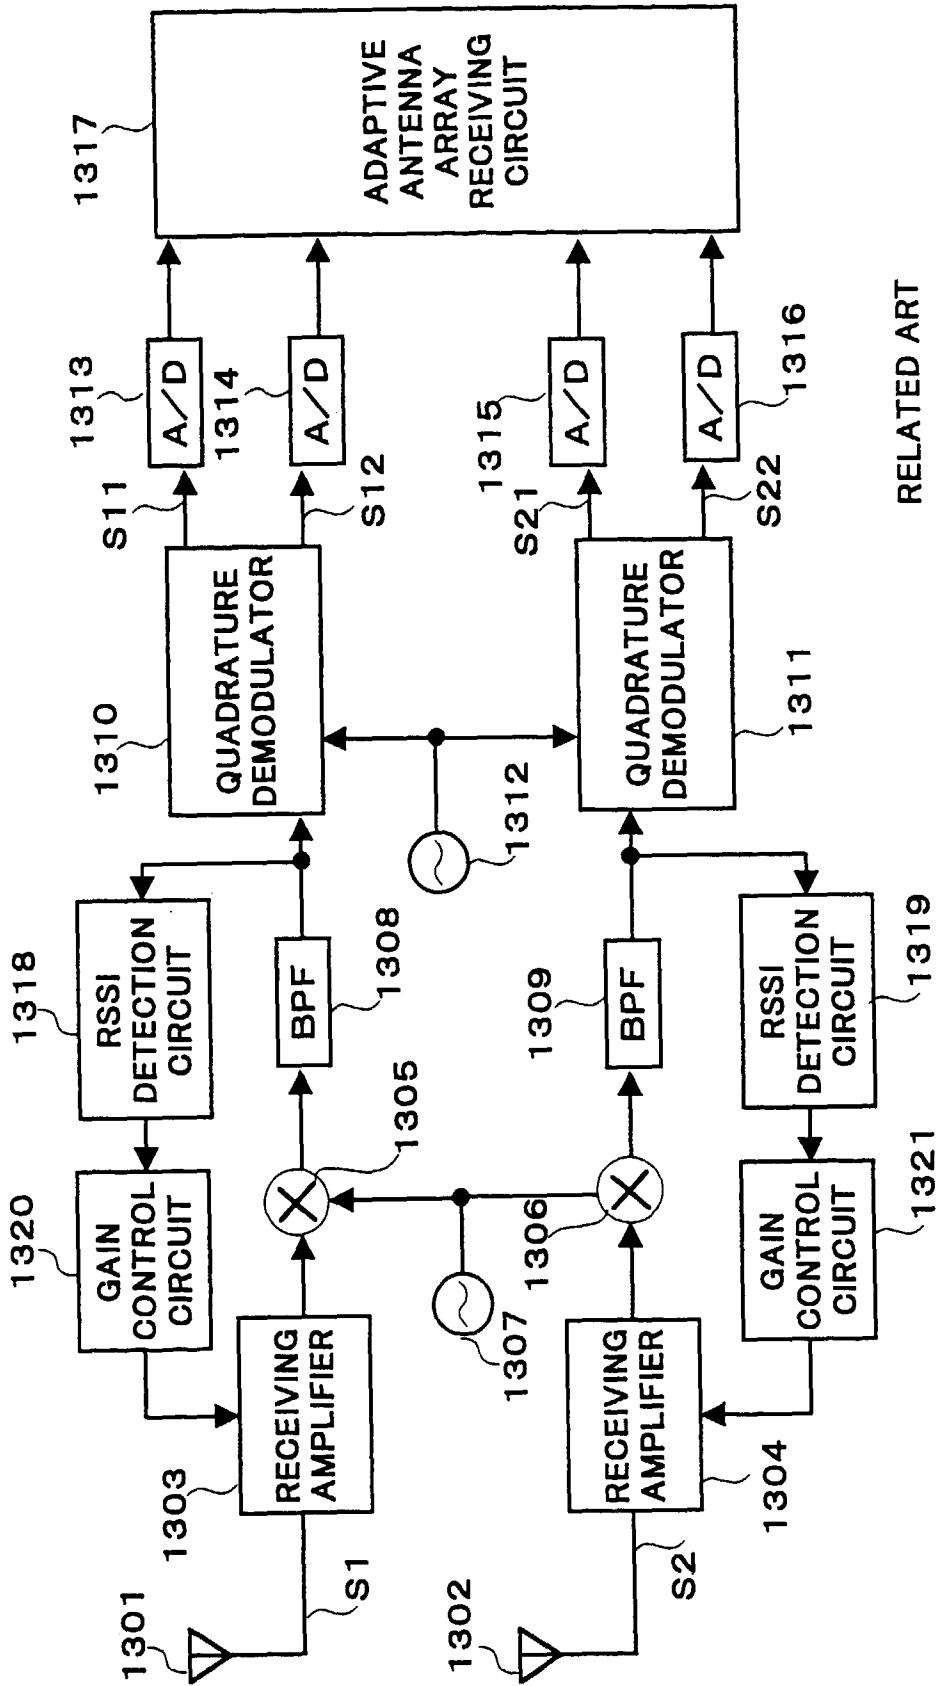 1301
S1
1303
RECEIVING
AMPLIFIER
1320
GAIN
CONTROL
CIRCUIT
1318
RSSI
DETECTION
CIRCUIT
1305
BPF
1308
1310
QUADRATURE
DEMODULATOR
S11
S12
1313
A/D
1314
A/D
1317
ADAPTIVE
ANTENNA
ARRAY
RECEIVING
CIRCUIT
1307
1312
1302
S2
RECEIVING
AMPLIFIER
1304
1306
1309
BPF
GAIN
CONTROL
CIRCUIT
1321
RSSI
DETECTION
CIRCUIT
1319
QUADRATURE
DEMODULATOR
1311
S21
S22
1315
A/D
A/D
1316
RELATED ART